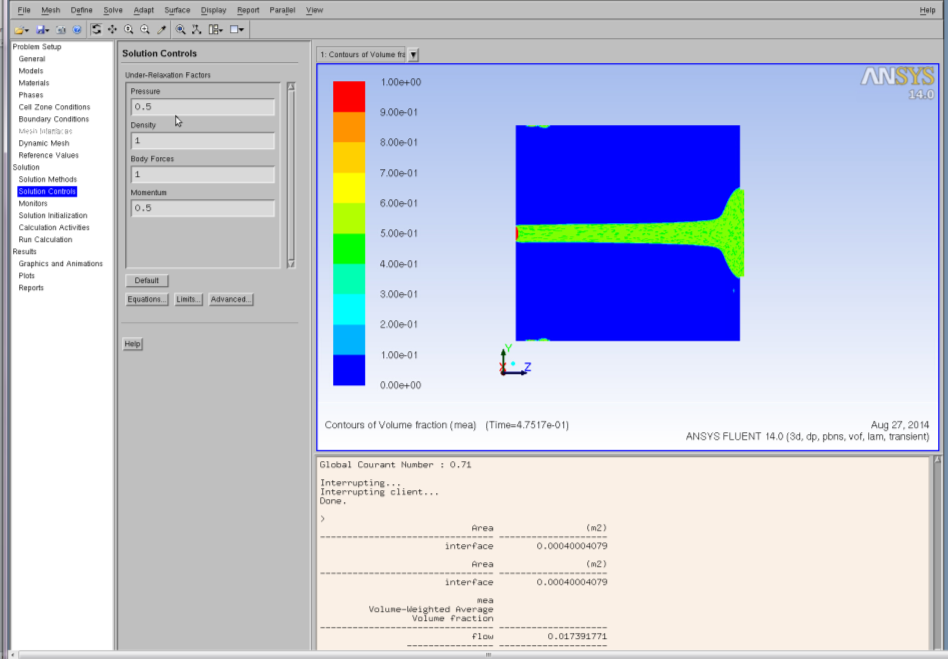 File Mesh Define Solve Adapt Surface Display Report Parallel View Help
Problem Setup
General
Models
Materials
Phases
Cell Zone Conditions
Boundary Conditions
Mesh Interfaces
Dynamic Mesh
Reference Values
Solution
Solution Methods
Solution Controls
Monitors
Solution Initialization
Calculation Activities
Run Calculation
Results
Graphics and Animations
Plots
Reports
Solution Controls
Under-Relaxation Factors
Pressure
0.5
Density
1
Body Forces
1
Momentum
0.5
Default
Equations... Limits... Advanced...
Help
1: Contours of Volume fra
ANSYS
14.0
1.00e+00
9.00e-01
8.00e-01
7.00e-01
6.00e-01
5.00e-01
4.00e-01
3.00e-01
2.00e-01
1.00e-01
0.00e+00
Y
X Z
Contours of Volume fraction (mea) (Time=4.7517e-01)
Aug 27, 2014
ANSYS FLUENT 14.0 (3d, dp, pbns, vof, lam, transient)
Global Courant Number : 0.71
Interrupting...
Interrupting client...
Done.
>
Area (m2)
-------------------------------- --------------------
interface 0.00040004079
Area (m2)
-------------------------------- --------------------
interface 0.00040004079
mea
Volume-Weighted Average
Volume fraction
-------------------------------- --------------------
flow 0.017391771
---------------- --------------------